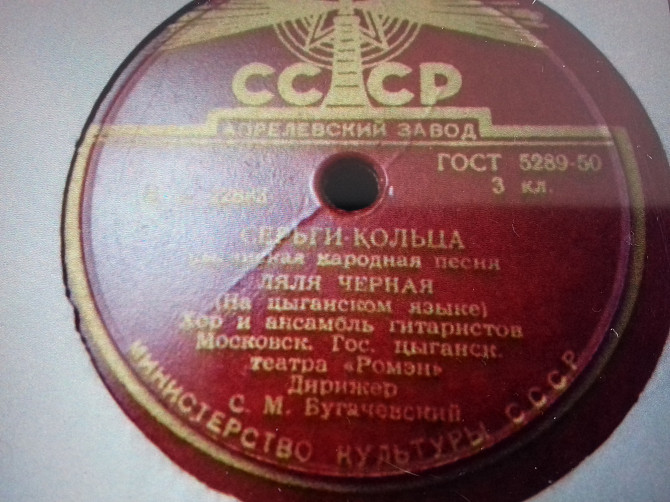 СССР
АПРЕЛЕВСКИЙ ЗАВОД
ГОСТ 5289-50
3 кл.
СЕРЬГИ-КОЛЬЦА
народная песня
ЛЯЛЯ ЧЕРНАЯ
(На цыганском языке)
Хор и ансамбль гитаристов
Московск. Гос. цыганск.
театра «Ромэн»
Дирижер
С. М. Бугачевский
МИНИСТЕРСТВО КУЛЬТУРЫ СССР